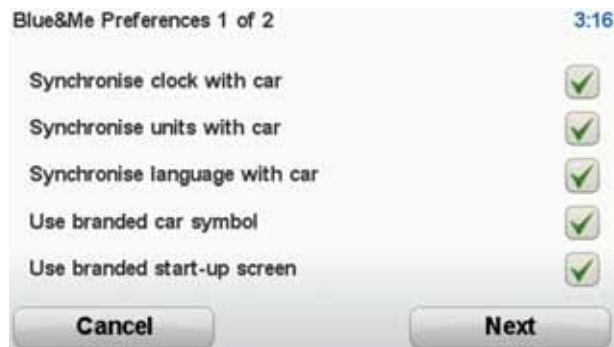 Blue&Me Preferences 1 of 2 3:16
Synchronise clock with car
Synchronise units with car
Synchronise language with car
Use branded car symbol
Use branded start-up screen
Cancel Next